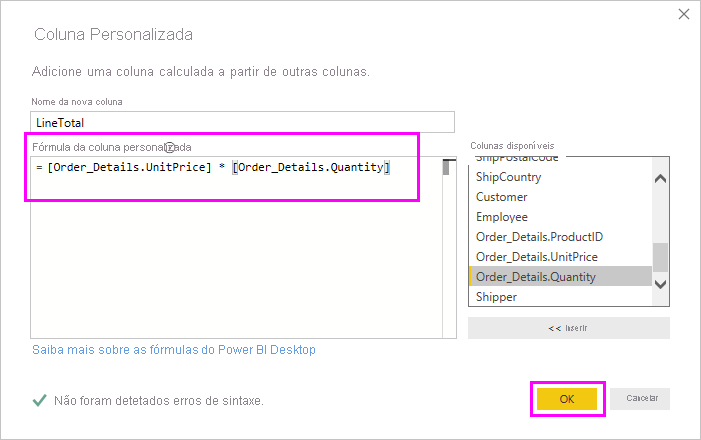 Coluna Personalizada
Adicione uma coluna calculada a partir de outras colunas.
Nome da nova coluna
LineTotal
Fórmula da coluna personalizada
= [Order_Details.UnitPrice] * [Order_Details.Quantity]
Colunas disponíveis
ShipPostalCode
ShipCountry
Customer
Employee
Order_Details.ProductID
Order_Details.UnitPrice
Order_Details.Quantity
Shipper
<< Inserir
Saiba mais sobre as fórmulas do Power BI Desktop
Não foram detetados erros de sintaxe.
OK
Cancelar